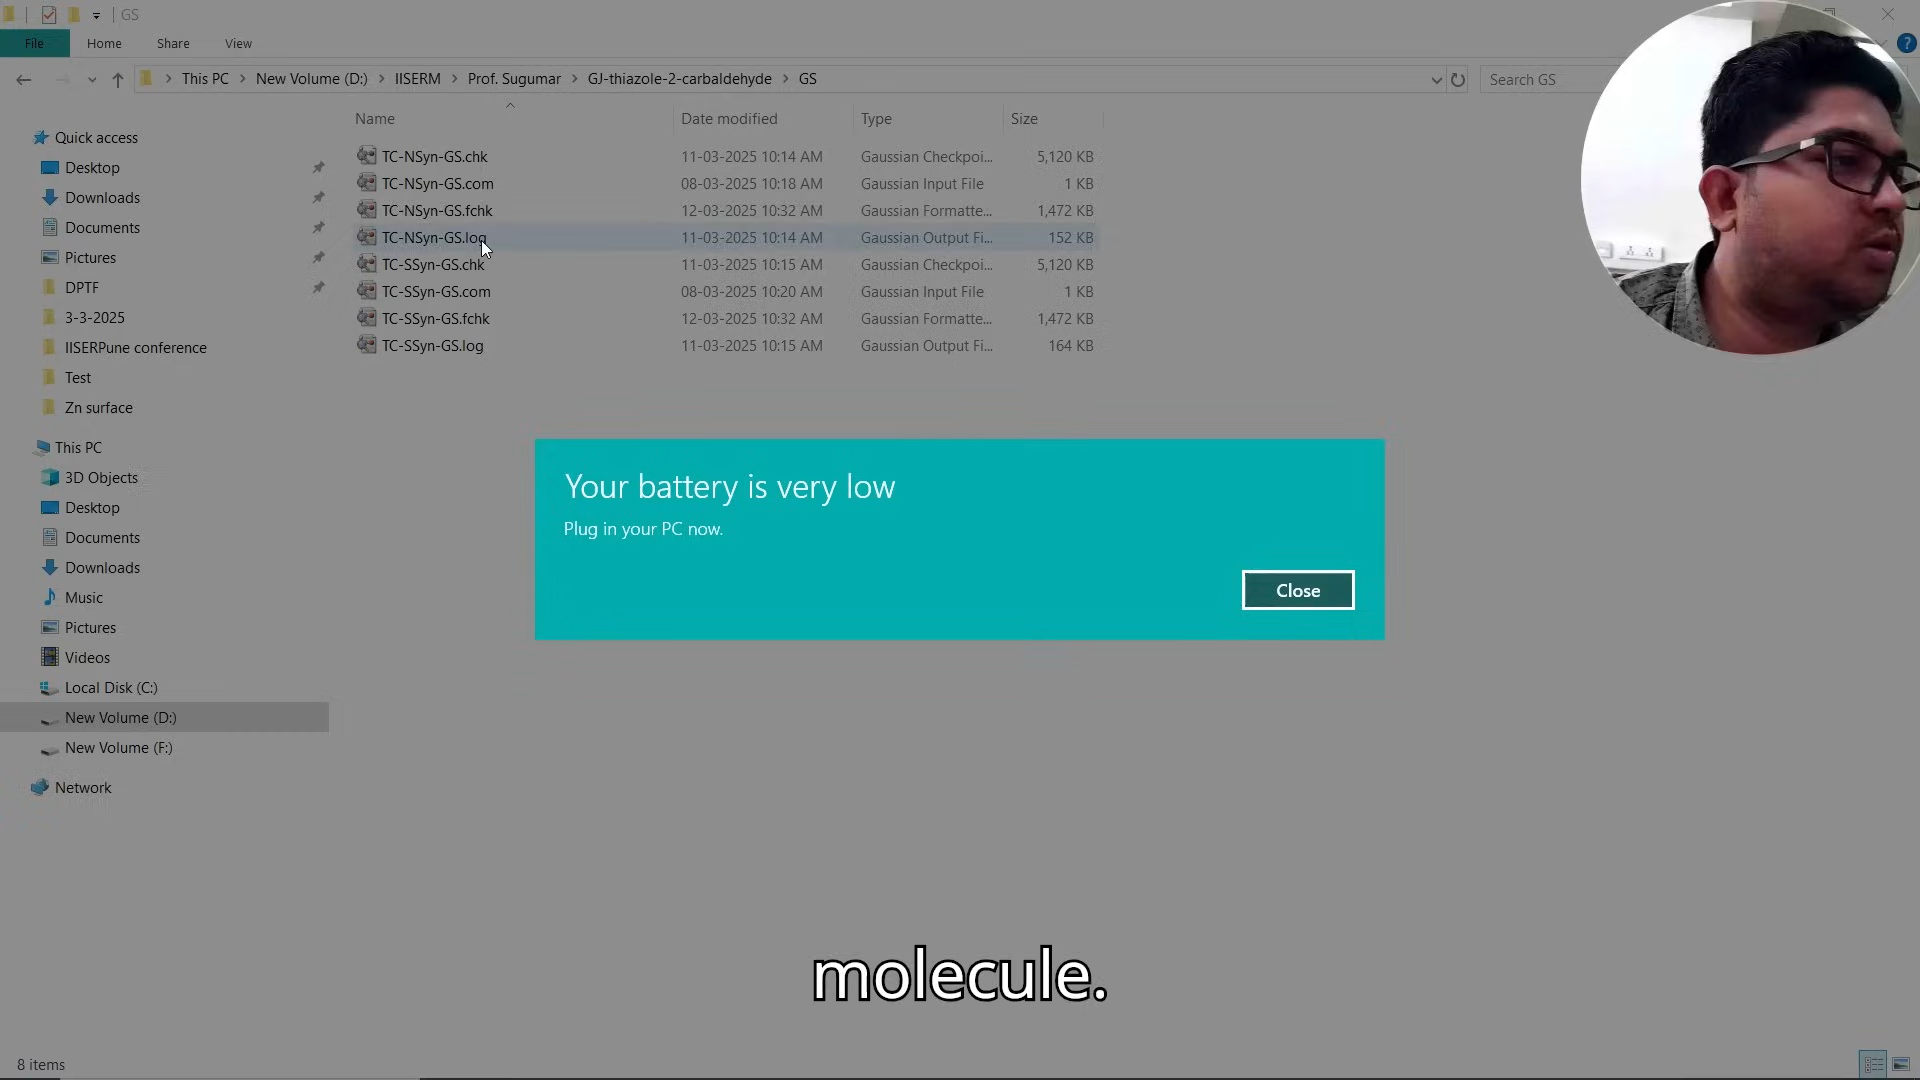 GS
File Home Share View
This PC New Volume (D:) IISERM Prof. Sugumar GJ-thiazole-2-carbaldehyde GS
Search GS
Name Date modified Type Size
TC-NSyn-GS.chk 11-03-2025 10:14 AM Gaussian Checkpoi... 5,120 KB
TC-NSyn-GS.com 08-03-2025 10:18 AM Gaussian Input File 1 KB
TC-NSyn-GS.fchk 12-03-2025 10:32 AM Gaussian Formatte... 1,472 KB
TC-NSyn-GS.log 11-03-2025 10:14 AM Gaussian Output Fi... 152 KB
TC-SSyn-GS.chk 11-03-2025 10:15 AM Gaussian Checkpoi... 5,120 KB
TC-SSyn-GS.com 08-03-2025 10:20 AM Gaussian Input File 1 KB
TC-SSyn-GS.fchk 12-03-2025 10:32 AM Gaussian Formatte... 1,472 KB
TC-SSyn-GS.log 11-03-2025 10:15 AM Gaussian Output Fi... 164 KB
Quick access
Desktop
Downloads
Documents
Pictures
DPTF
3-3-2025
IISERPune conference
Test
Zn surface
This PC
3D Objects
Desktop
Documents
Downloads
Music
Pictures
Videos
Local Disk (C:)
New Volume (D:)
New Volume (F:)
Network
Your battery is very low
Plug in your PC now.
Close
molecule.
8 items